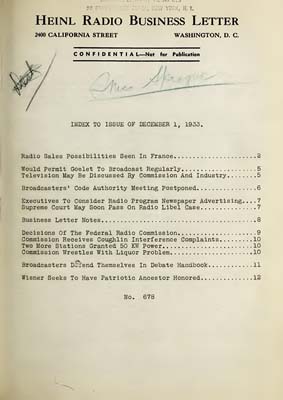 HEINL RADIO BUSINESS LETTER
2400 CALIFORNIA STREET WASHINGTON, D. C.
CONFIDENTIAL—Not for Publication
Miss Sprague
INDEX TO ISSUE OF DECEMBER 1, 1933.
Radio Sales Possibilities Seen In France..................2
Would Permit Goelet To Broadcast Regularly................5
Television May Be Discussed By Commission And Industry.....5
Broadcasters' Code Authority Meeting Postponed.............6
Executives To Consider Radio Program Newspaper Advertising...7
Supreme Court May Soon Pass On Radio Libel Case............7
Business Letter Notes.....................................8
Decisions Of The Federal Radio Commission..................9
Commission Receives Coughlin Interference Complaints.......10
Two More Stations Granted 50 KW Power.....................10
Commission Wrestles With Liquor Problem...................10
Broadcasters Defend Themselves In Debate Handbook..........11
Wisner Seeks To Have Patriotic Ancestor Honored............12
No. 678